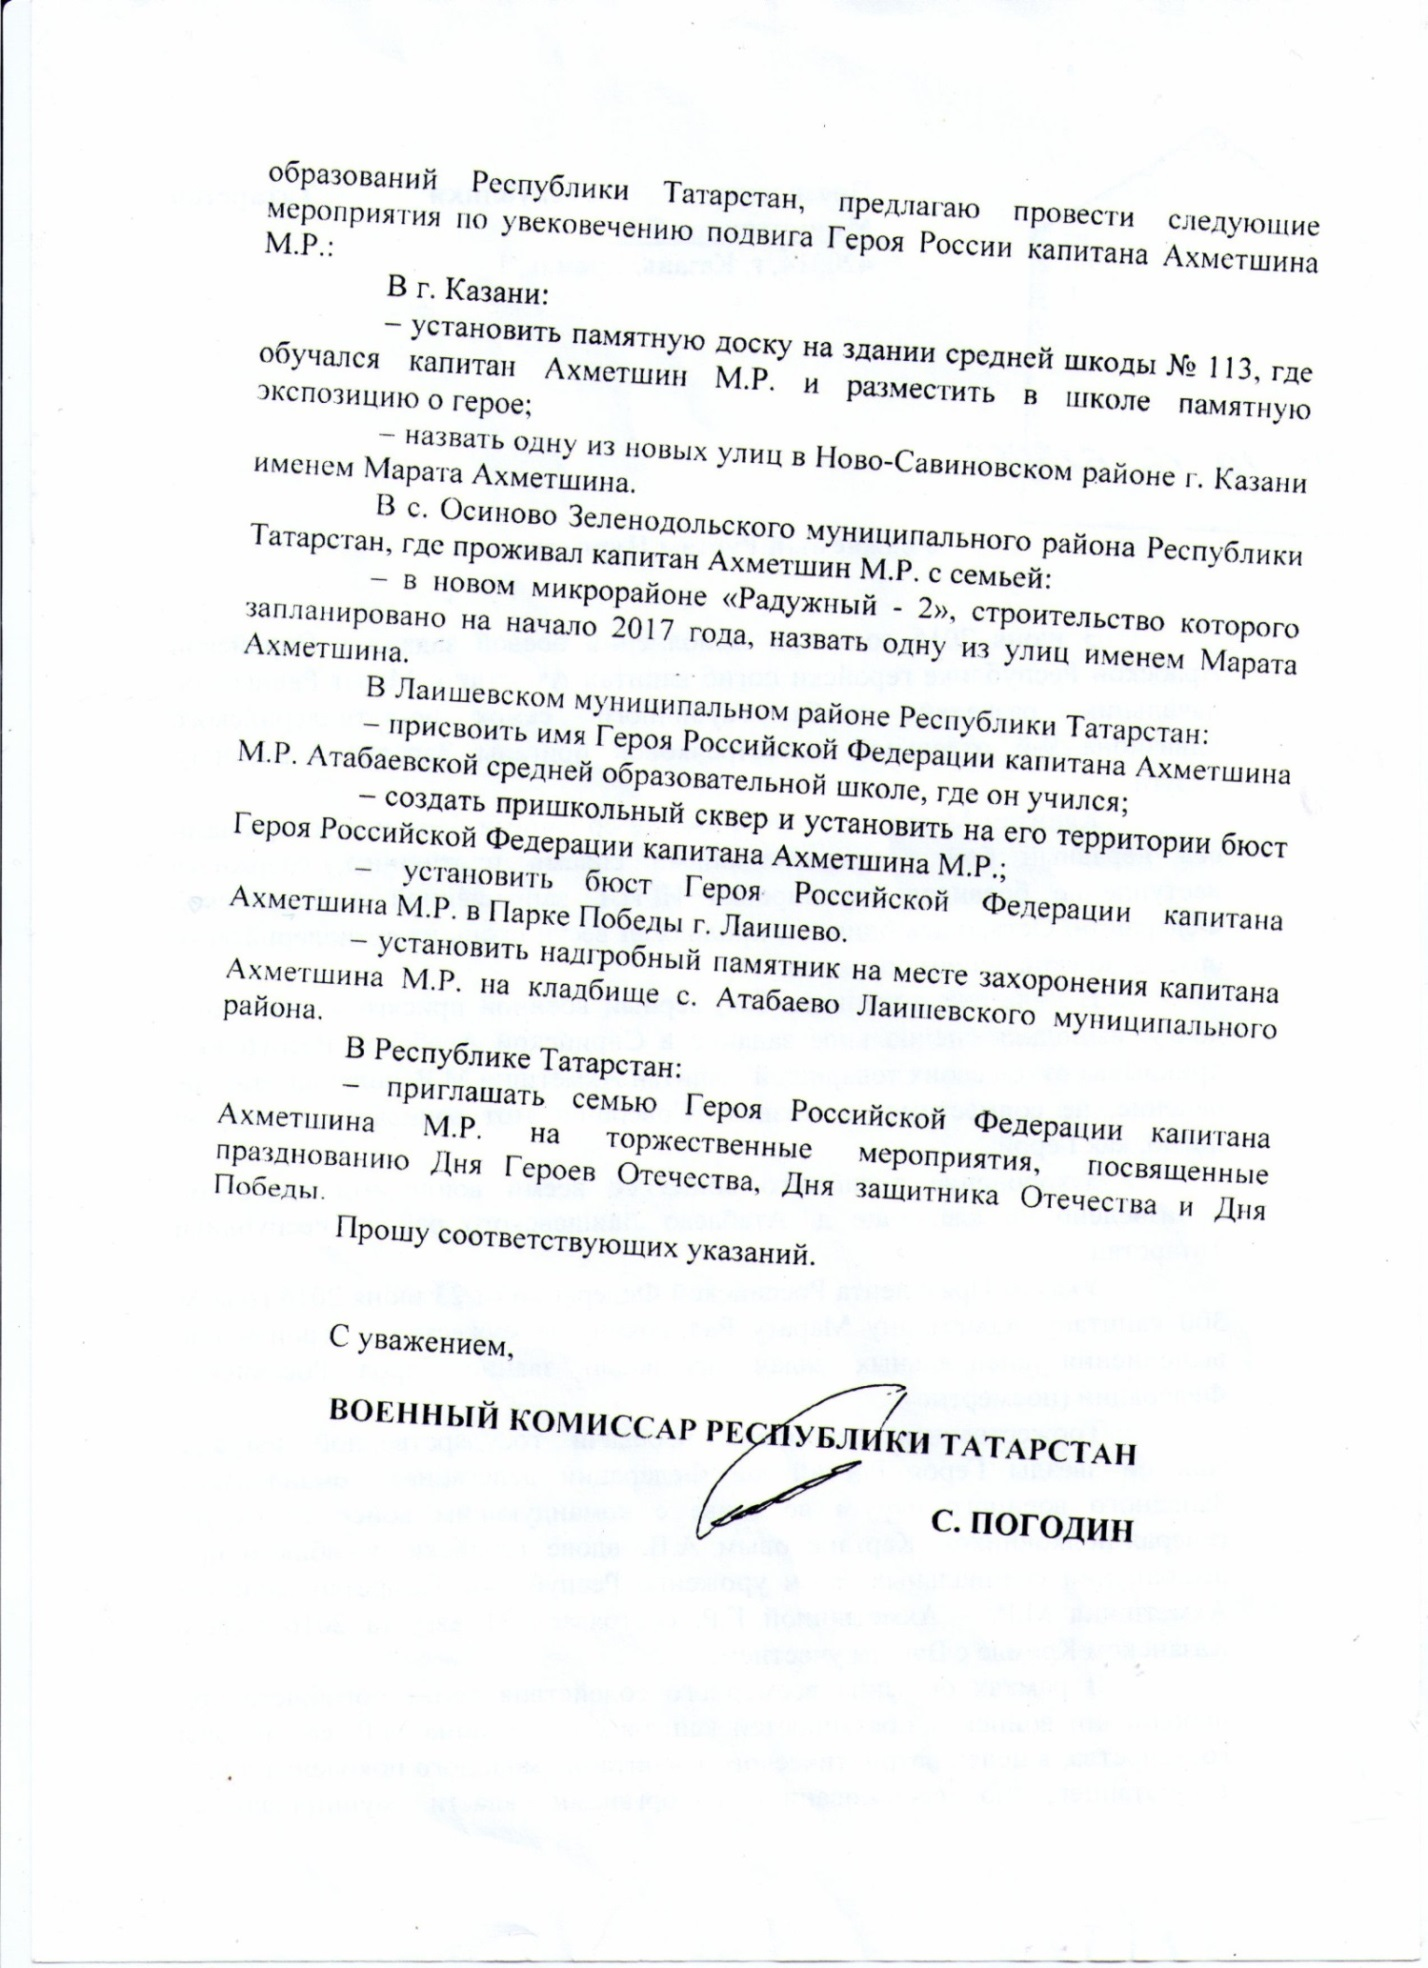 образований Республики Татарстан, предлагаю провести следующие
мероприятия по увековечению подвига Героя России капитана Ахметшина
М.Р.:
В г. Казани:
– установить памятную доску на здании средней шкоды № 113, где
обучался капитан Ахметшин М.Р. и разместить в школе памятную
экспозицию о герое;
– назвать одну из новых улиц в Ново-Савиновском районе г. Казани
именем Марата Ахметшина.
В с. Осиново Зеленодольского муниципального района Республики
Татарстан, где проживал капитан Ахметшин М.Р. с семьей:
– в новом микрорайоне «Радужный - 2», строительство которого
запланировано на начало 2017 года, назвать одну из улиц именем Марата
Ахметшина.
В Лаишевском муниципальном районе Республики Татарстан:
– присвоить имя Героя Российской Федерации капитана Ахметшина
М.Р. Атабаевской средней образовательной школе, где он учился;
– создать пришкольный сквер и установить на его территории бюст
Героя Российской Федерации капитана Ахметшина М.Р.;
– установить бюст Героя Российской Федерации капитана
Ахметшина М.Р. в Парке Победы г. Лаишево.
– установить надгробный памятник на месте захоронения капитана
Ахметшина М.Р. на кладбище с. Атабаево Лаишевского муниципального
района.
В Республике Татарстан:
– приглашать семью Героя Российской Федерации капитана
Ахметшина М.Р. на торжественные мероприятия, посвященные
празднованию Дня Героев Отечества, Дня защитника Отечества и Дня
Победы.
Прошу соответствующих указаний.
С уважением,
ВОЕННЫЙ КОМИССАР РЕСПУБЛИКИ ТАТАРСТАН
С. ПОГОДИН